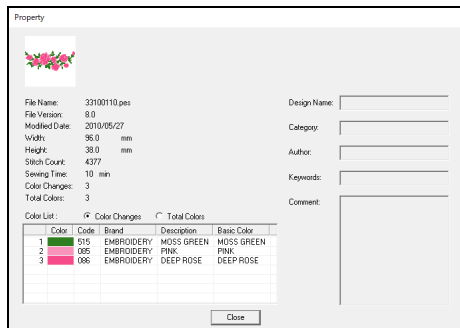 Property
File Name: 33100110.pes
File Version: 8.0
Modified Date: 2010/05/27
Width: 96.0 mm
Height: 38.0 mm
Stitch Count: 4377
Sewing Time: 10 min
Color Changes: 3
Total Colors: 3
Color List : Color Changes Total Colors
Color Code Brand Description Basic Color
1 515 EMBROIDERY MOSS GREEN MOSS GREEN
2 085 EMBROIDERY PINK PINK
3 086 EMBROIDERY DEEP ROSE DEEP ROSE
Design Name:
Category:
Author:
Keywords:
Comment:
Close